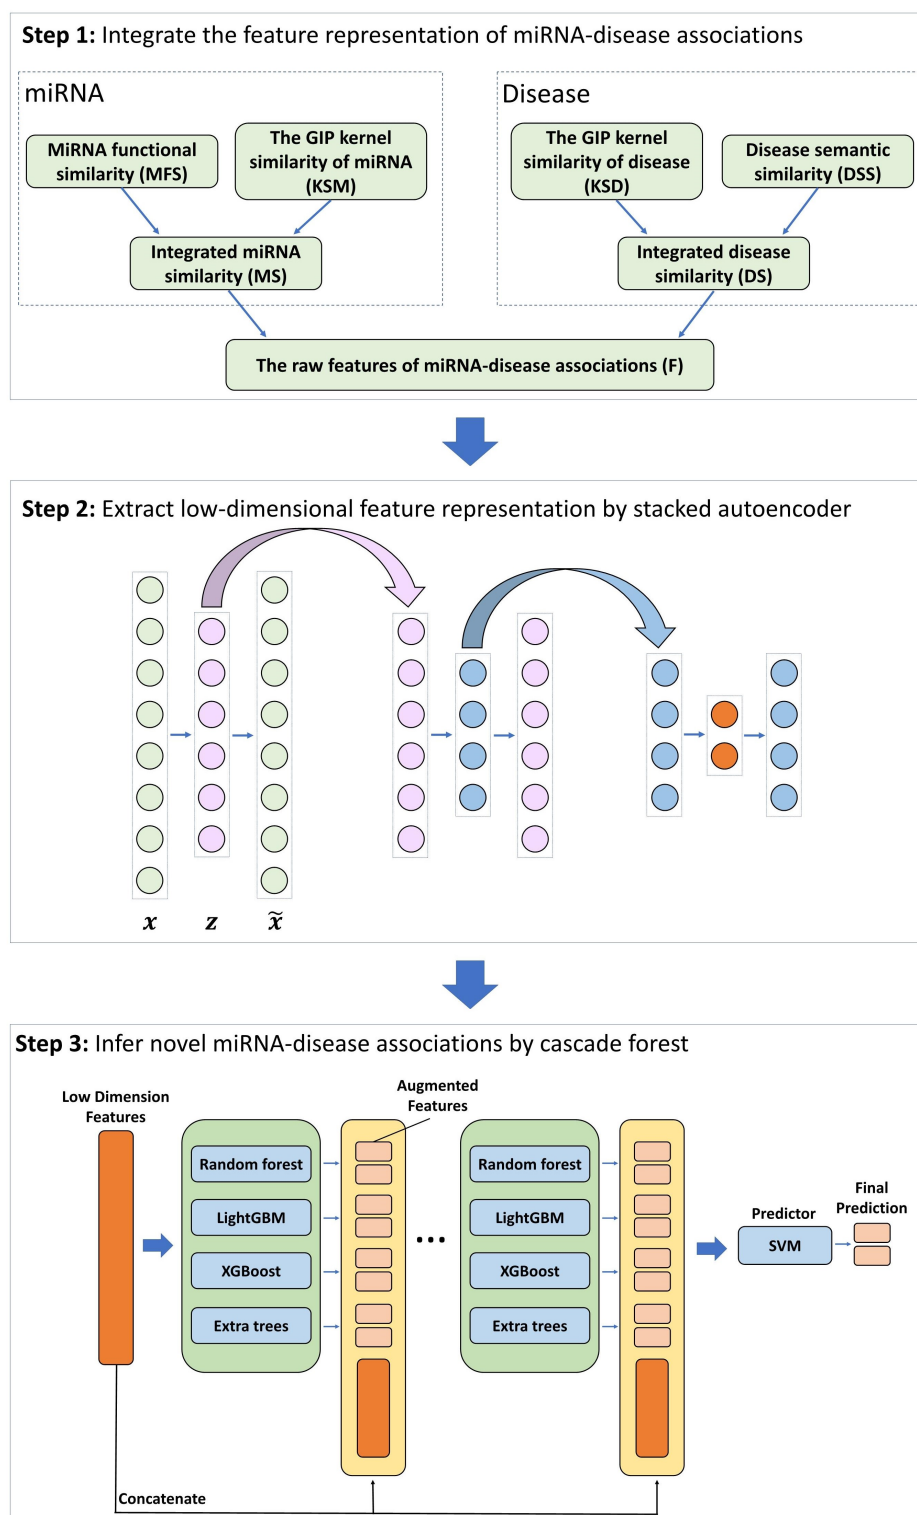 Step 1: Integrate the feature representation of miRNA-disease associations
miRNA
MiRNA functional
similarity (MFS)
The GIP kernel
similarity of miRNA
(KSM)
Integrated miRNA
similarity (MS)
Disease
The GIP kernel
similarity of disease
(KSD)
Disease semantic
similarity (DSS)
Integrated disease
similarity (DS)
The raw features of miRNA-disease associations (F)
Step 2: Extract low-dimensional feature representation by stacked autoencoder
x
z
x̃
Step 3: Infer novel miRNA-disease associations by cascade forest
Low Dimension
Features
Random forest
LightGBM
XGBoost
Extra trees
Augmented
Features
...
Random forest
LightGBM
XGBoost
Extra trees
Predictor
SVM
Final
Prediction
Concatenate